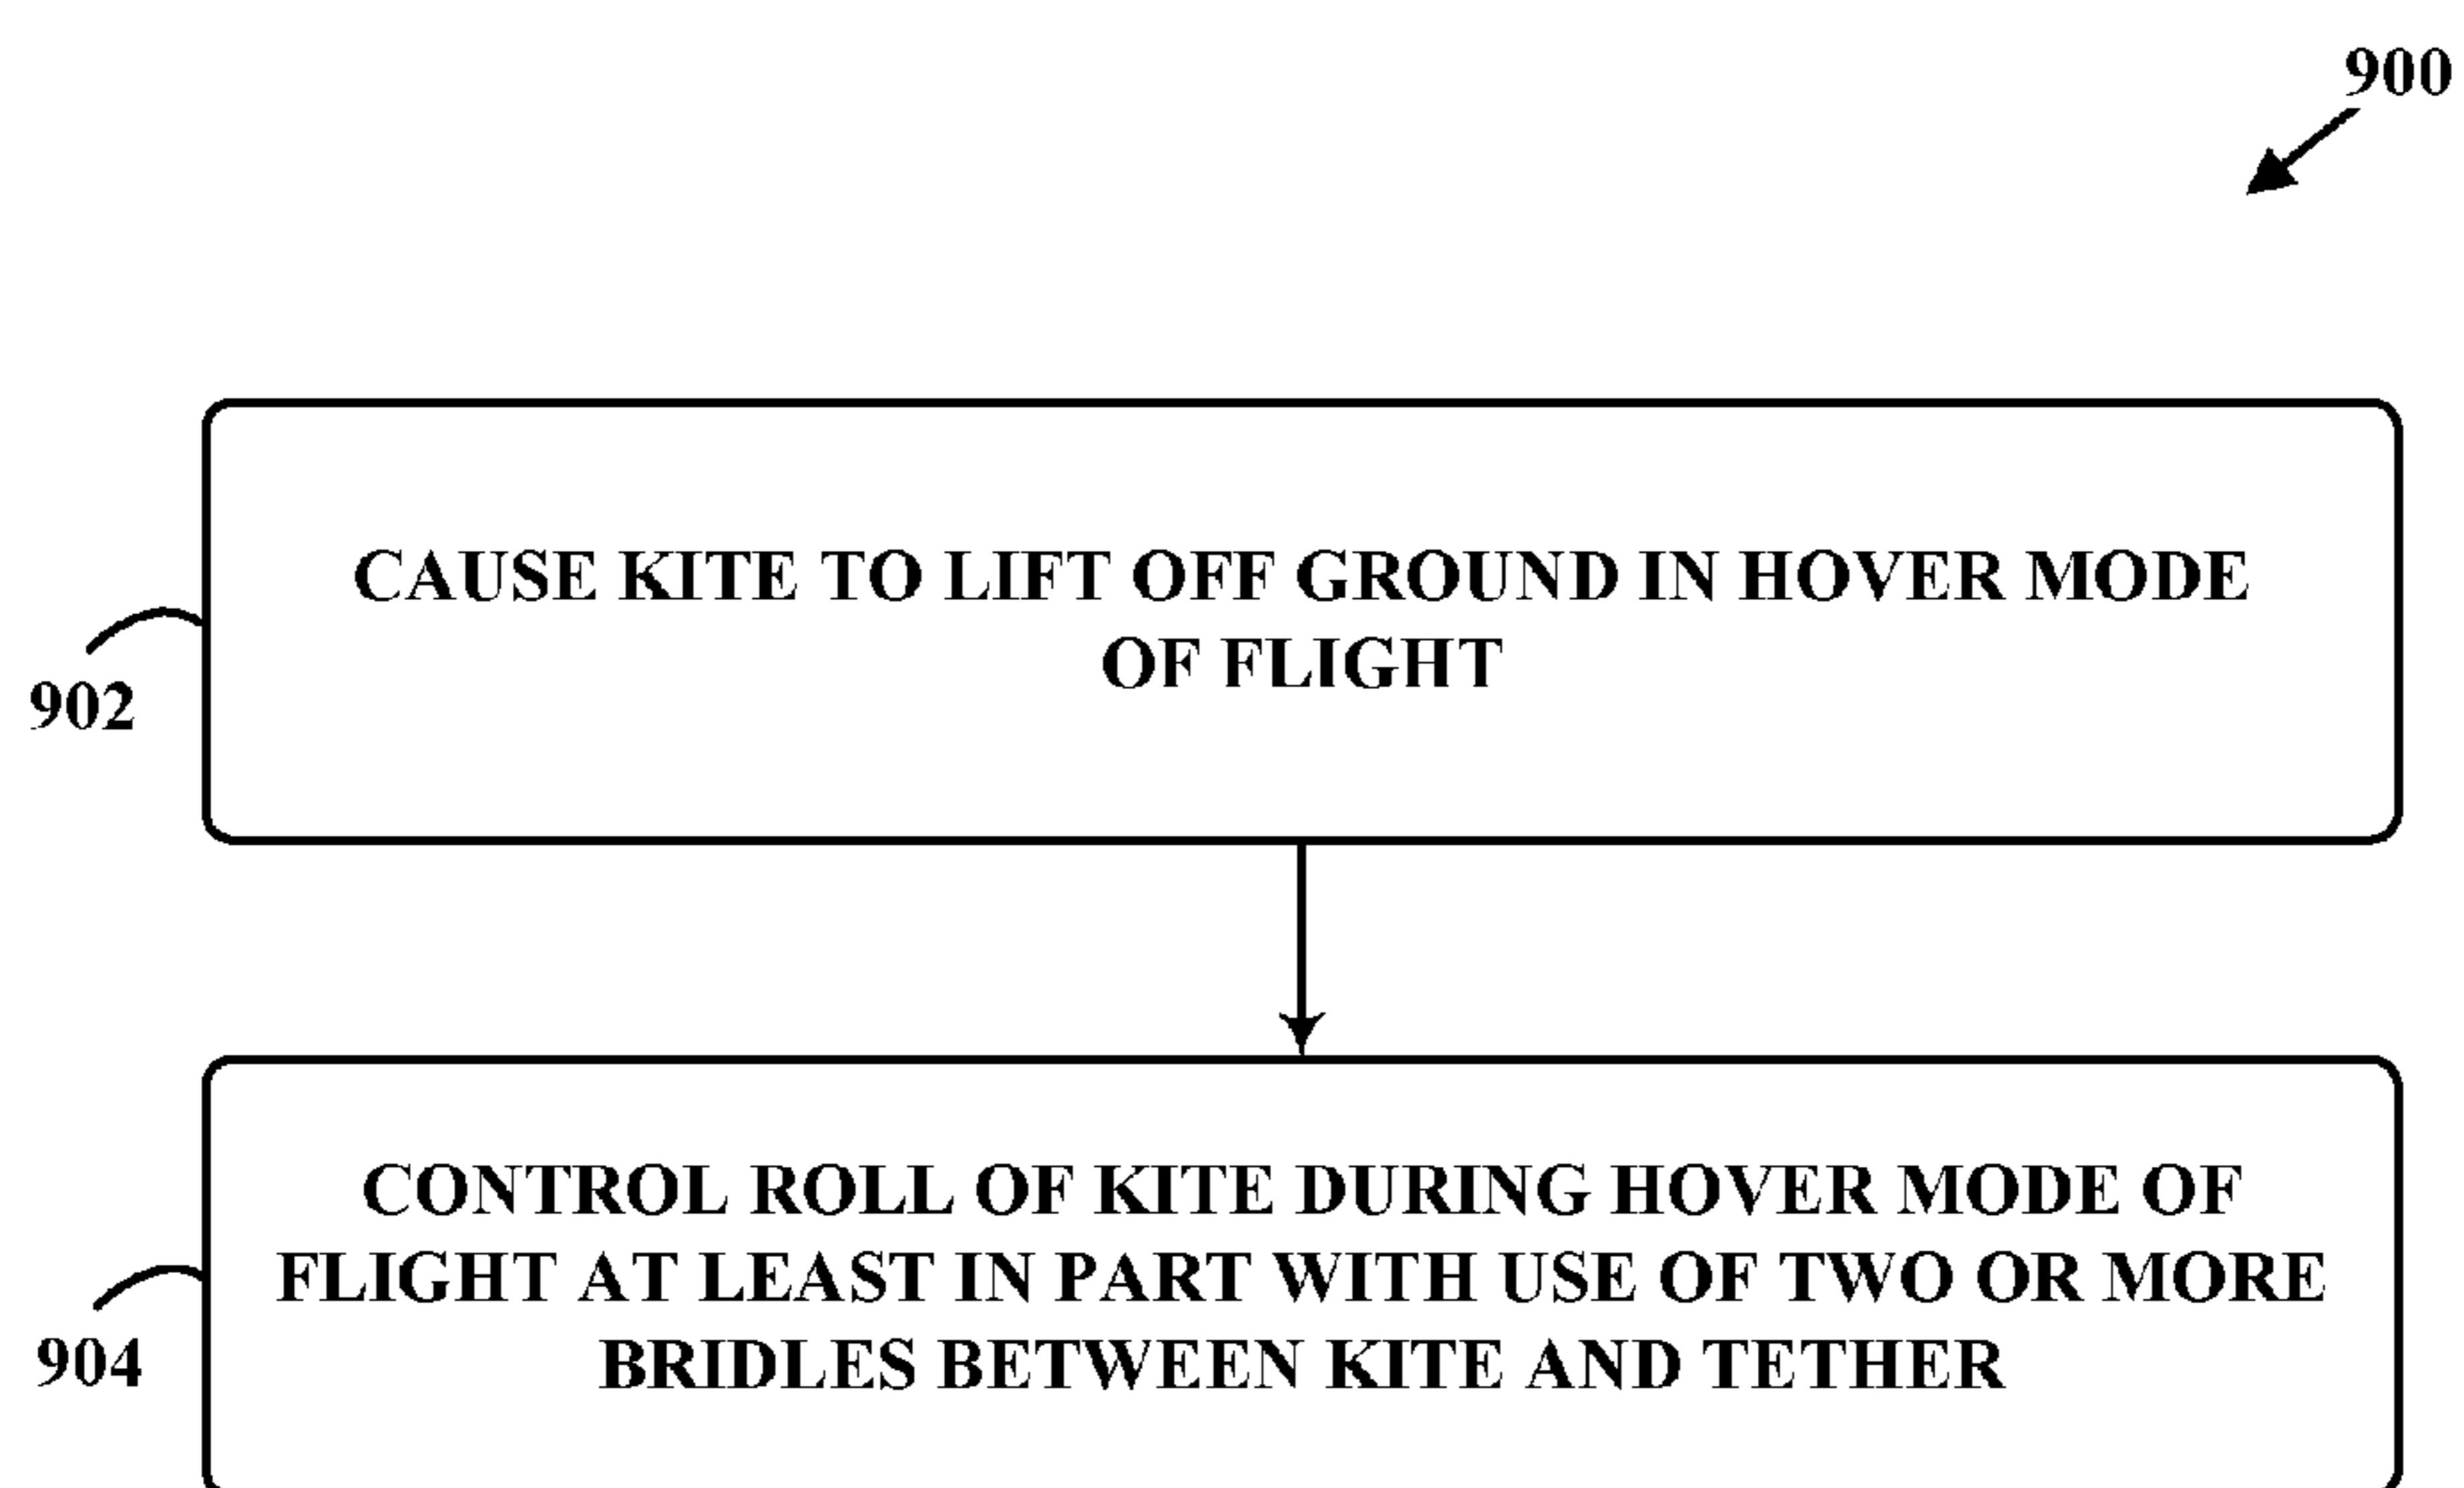 900
CAUSE KITE TO LIFT OFF GROUND IN HOVER MODE
OF FLIGHT
902
CONTROL ROLL OF KITE DURING HOVER MODE OF
FLIGHT AT LEAST IN PART WITH USE OF TWO OR MORE
BRIDLES BETWEEN KITE AND TETHER
904